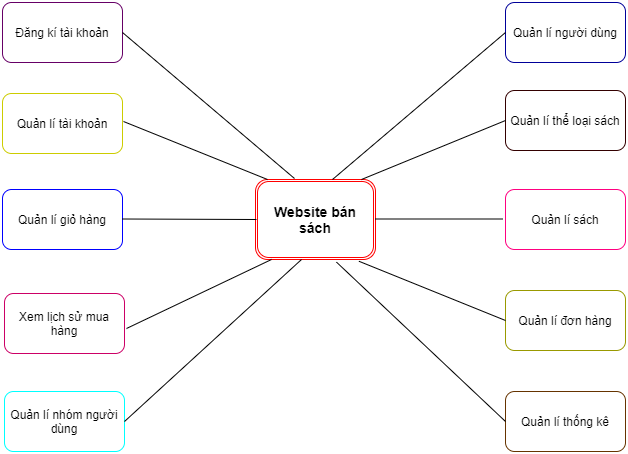 Đăng kí tài khoản
Quản lí người dùng
Quản lí tài khoản
Quản lí thể loại sách
Website bán
sách
Quản lí giỏ hàng
Quản lí sách
Xem lịch sử mua
hàng
Quản lí đơn hàng
Quản lí nhóm người
dùng
Quản lí thống kê